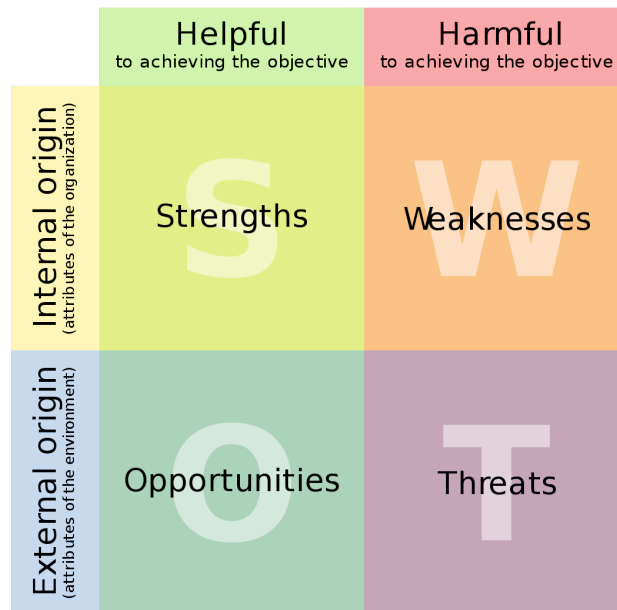 Helpful
to achieving the objective
Harmful
to achieving the objective
Internal origin
(attributes of the organization)
S
Strengths
W
Weaknesses
External origin
(attributes of the environment)
O
Opportunities
T
Threats